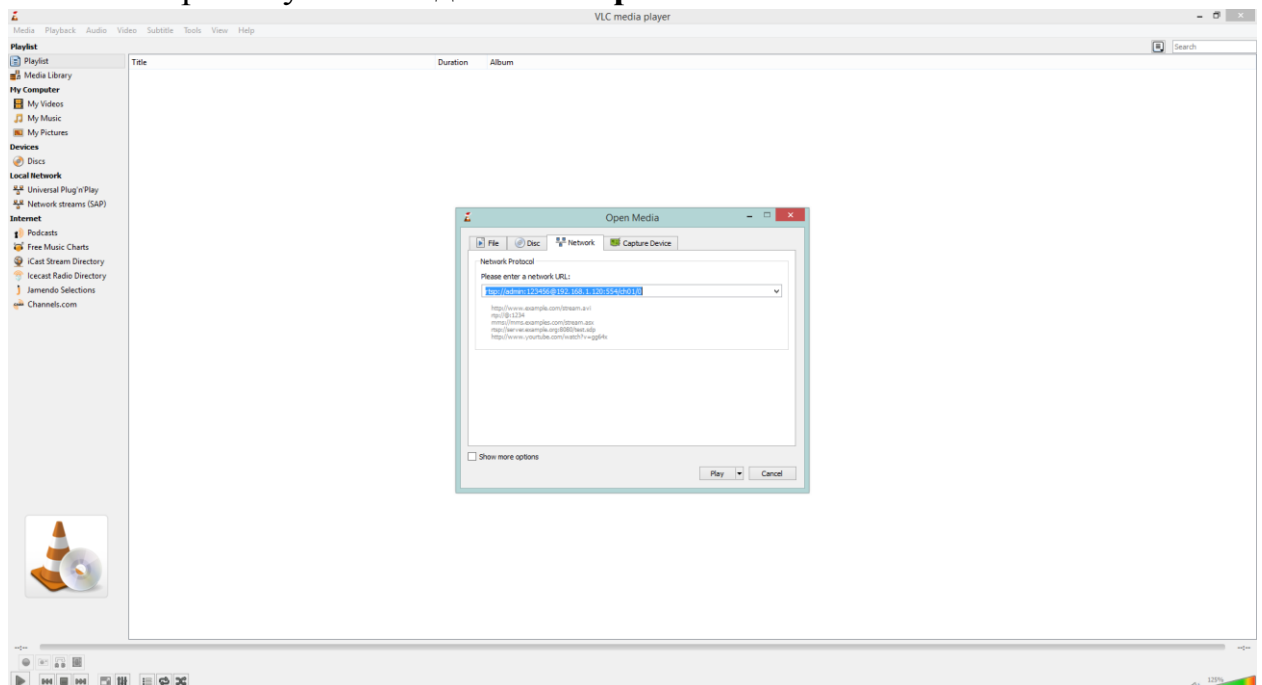 VLC media player
Media Playback Audio Video Subtitle Tools View Help
Playlist
Search
Playlist
Title Duration Album
Media Library
My Computer
My Videos
My Music
My Pictures
Devices
Discs
Local Network
Universal Plug'n'Play
Network streams (SAP)
Internet
Podcasts
Free Music Charts
iCast Stream Directory
Icecast Radio Directory
Jamendo Selections
Channels.com
Open Media
File Disc Network Capture Device
Network Protocol
Please enter a network URL:
rtsp://admin:123456@192.168.1.120:554/ch01/0
http://www.example.com/stream.avi
rtp://@:1234
mms://mms.examples.com/stream.asx
rtsp://server.example.org:8080/test.sdp
http://www.yourtube.com/watch?v=gg64x
Show more options
Play Cancel
--:-- --:--
123%